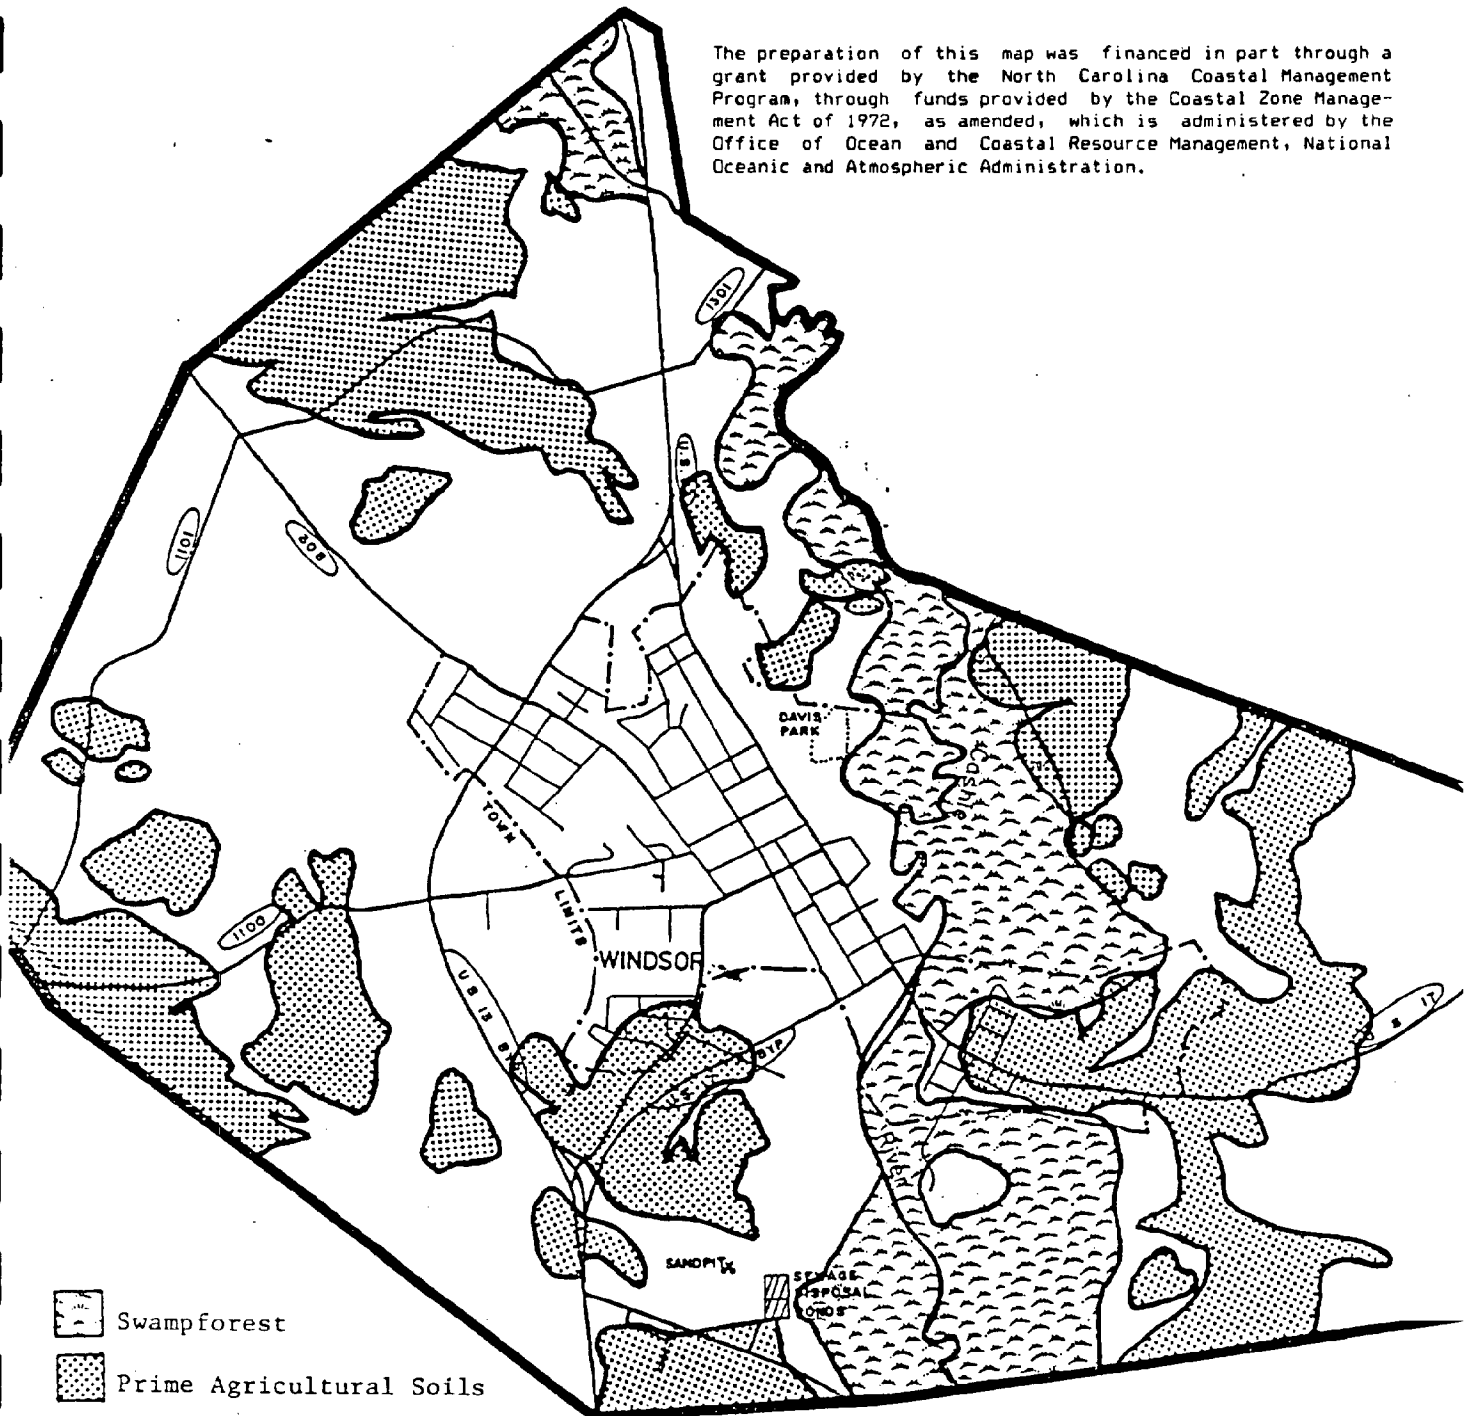 The preparation of this map was financed in part through a
grant provided by the North Carolina Coastal Management
Program, through funds provided by the Coastal Zone Manage-
ment Act of 1972, as amended, which is administered by the
Office of Ocean and Coastal Resource Management, National
Oceanic and Atmospheric Administration.
1301
U S
1101
308
DAVIS
PARK
Cashie
TOWN
LIMITS
1100
WINDSOR
U S 13 BY
U S
BYP
S 17
River
SANDPIT
SEWAGE
DISPOSAL
PONDS
Swampforest
Prime Agricultural Soils